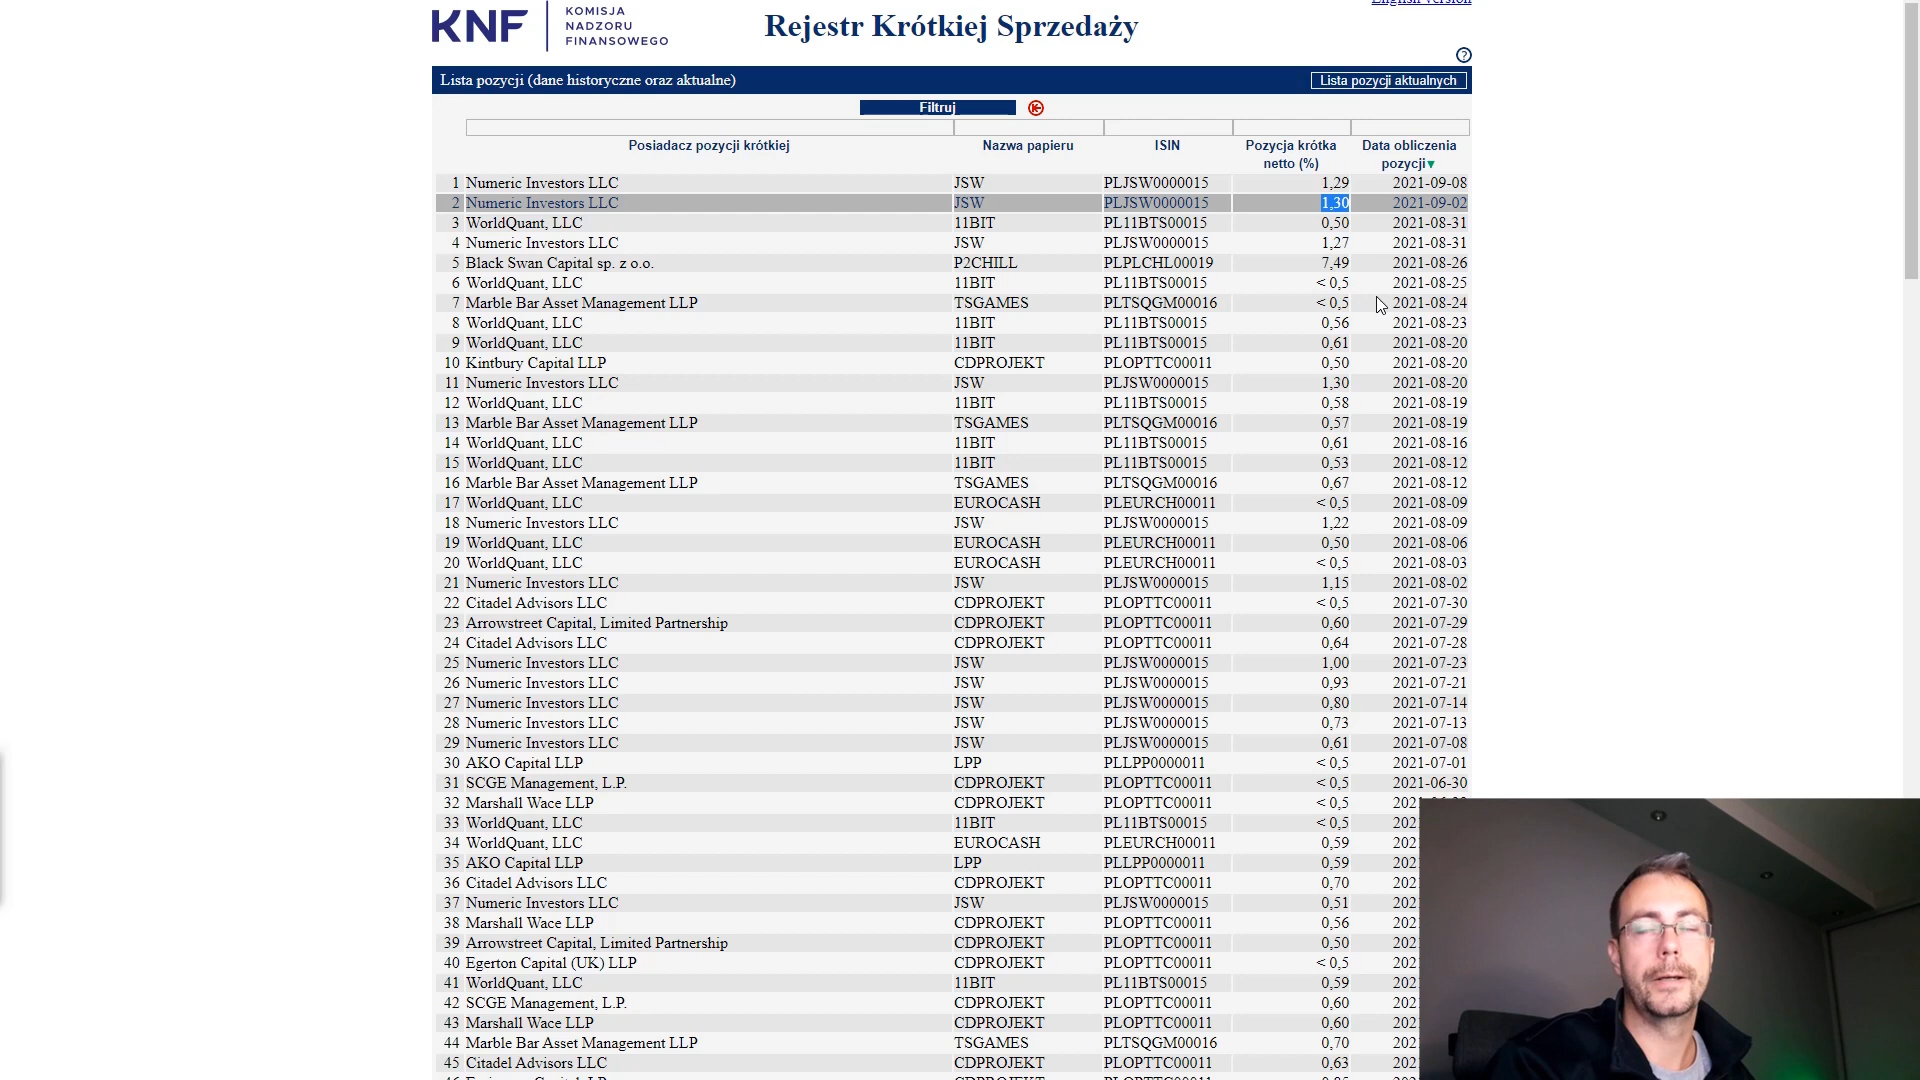 English version
KNF KOMISJA
NADZORU
FINANSOWEGO
Rejestr Krótkiej Sprzedaży
?
Lista pozycji (dane historyczne oraz aktualne) Lista pozycji aktualnych
Filtruj
Posiadacz pozycji krótkiej Nazwa papieru ISIN Pozycja krótka netto (%) Data obliczenia pozycji▼
1 Numeric Investors LLC JSW PLJSW0000015 1,29 2021-09-08
2 Numeric Investors LLC JSW PLJSW0000015 1,30 2021-09-02
3 WorldQuant, LLC 11BIT PL11BTS00015 0,50 2021-08-31
4 Numeric Investors LLC JSW PLJSW0000015 1,27 2021-08-31
5 Black Swan Capital sp. z o.o. P2CHILL PLPLCHL00019 7,49 2021-08-26
6 WorldQuant, LLC 11BIT PL11BTS00015 < 0,5 2021-08-25
7 Marble Bar Asset Management LLP TSGAMES PLTSQGM00016 < 0,5 2021-08-24
8 WorldQuant, LLC 11BIT PL11BTS00015 0,56 2021-08-23
9 WorldQuant, LLC 11BIT PL11BTS00015 0,61 2021-08-20
10 Kintbury Capital LLP CDPROJEKT PLOPTTC00011 0,50 2021-08-20
11 Numeric Investors LLC JSW PLJSW0000015 1,30 2021-08-20
12 WorldQuant, LLC 11BIT PL11BTS00015 0,58 2021-08-19
13 Marble Bar Asset Management LLP TSGAMES PLTSQGM00016 0,57 2021-08-19
14 WorldQuant, LLC 11BIT PL11BTS00015 0,61 2021-08-16
15 WorldQuant, LLC 11BIT PL11BTS00015 0,53 2021-08-12
16 Marble Bar Asset Management LLP TSGAMES PLTSQGM00016 0,67 2021-08-12
17 WorldQuant, LLC EUROCASH PLEURCH00011 < 0,5 2021-08-09
18 Numeric Investors LLC JSW PLJSW0000015 1,22 2021-08-09
19 WorldQuant, LLC EUROCASH PLEURCH00011 0,50 2021-08-06
20 WorldQuant, LLC EUROCASH PLEURCH00011 < 0,5 2021-08-03
21 Numeric Investors LLC JSW PLJSW0000015 1,15 2021-08-02
22 Citadel Advisors LLC CDPROJEKT PLOPTTC00011 < 0,5 2021-07-30
23 Arrowstreet Capital, Limited Partnership CDPROJEKT PLOPTTC00011 0,60 2021-07-29
24 Citadel Advisors LLC CDPROJEKT PLOPTTC00011 0,64 2021-07-28
25 Numeric Investors LLC JSW PLJSW0000015 1,00 2021-07-23
26 Numeric Investors LLC JSW PLJSW0000015 0,93 2021-07-21
27 Numeric Investors LLC JSW PLJSW0000015 0,80 2021-07-14
28 Numeric Investors LLC JSW PLJSW0000015 0,73 2021-07-13
29 Numeric Investors LLC JSW PLJSW0000015 0,61 2021-07-08
30 AKO Capital LLP LPP PLLPP0000011 < 0,5 2021-07-01
31 SCGE Management, L.P. CDPROJEKT PLOPTTC00011 < 0,5 2021-06-30
32 Marshall Wace LLP CDPROJEKT PLOPTTC00011 < 0,5 2021
33 WorldQuant, LLC 11BIT PL11BTS00015 < 0,5 202
34 WorldQuant, LLC EUROCASH PLEURCH00011 0,59 202
35 AKO Capital LLP LPP PLLPP0000011 0,59 202
36 Citadel Advisors LLC CDPROJEKT PLOPTTC00011 0,70 202
37 Numeric Investors LLC JSW PLJSW0000015 0,51 202
38 Marshall Wace LLP CDPROJEKT PLOPTTC00011 0,56 202
39 Arrowstreet Capital, Limited Partnership CDPROJEKT PLOPTTC00011 0,50 202
40 Egerton Capital (UK) LLP CDPROJEKT PLOPTTC00011 < 0,5 202
41 WorldQuant, LLC 11BIT PL11BTS00015 0,59 202
42 SCGE Management, L.P. CDPROJEKT PLOPTTC00011 0,60 202
43 Marshall Wace LLP CDPROJEKT PLOPTTC00011 0,60 202
44 Marble Bar Asset Management LLP TSGAMES PLTSQGM00016 0,70 202
45 Citadel Advisors LLC CDPROJEKT PLOPTTC00011 0,63 202